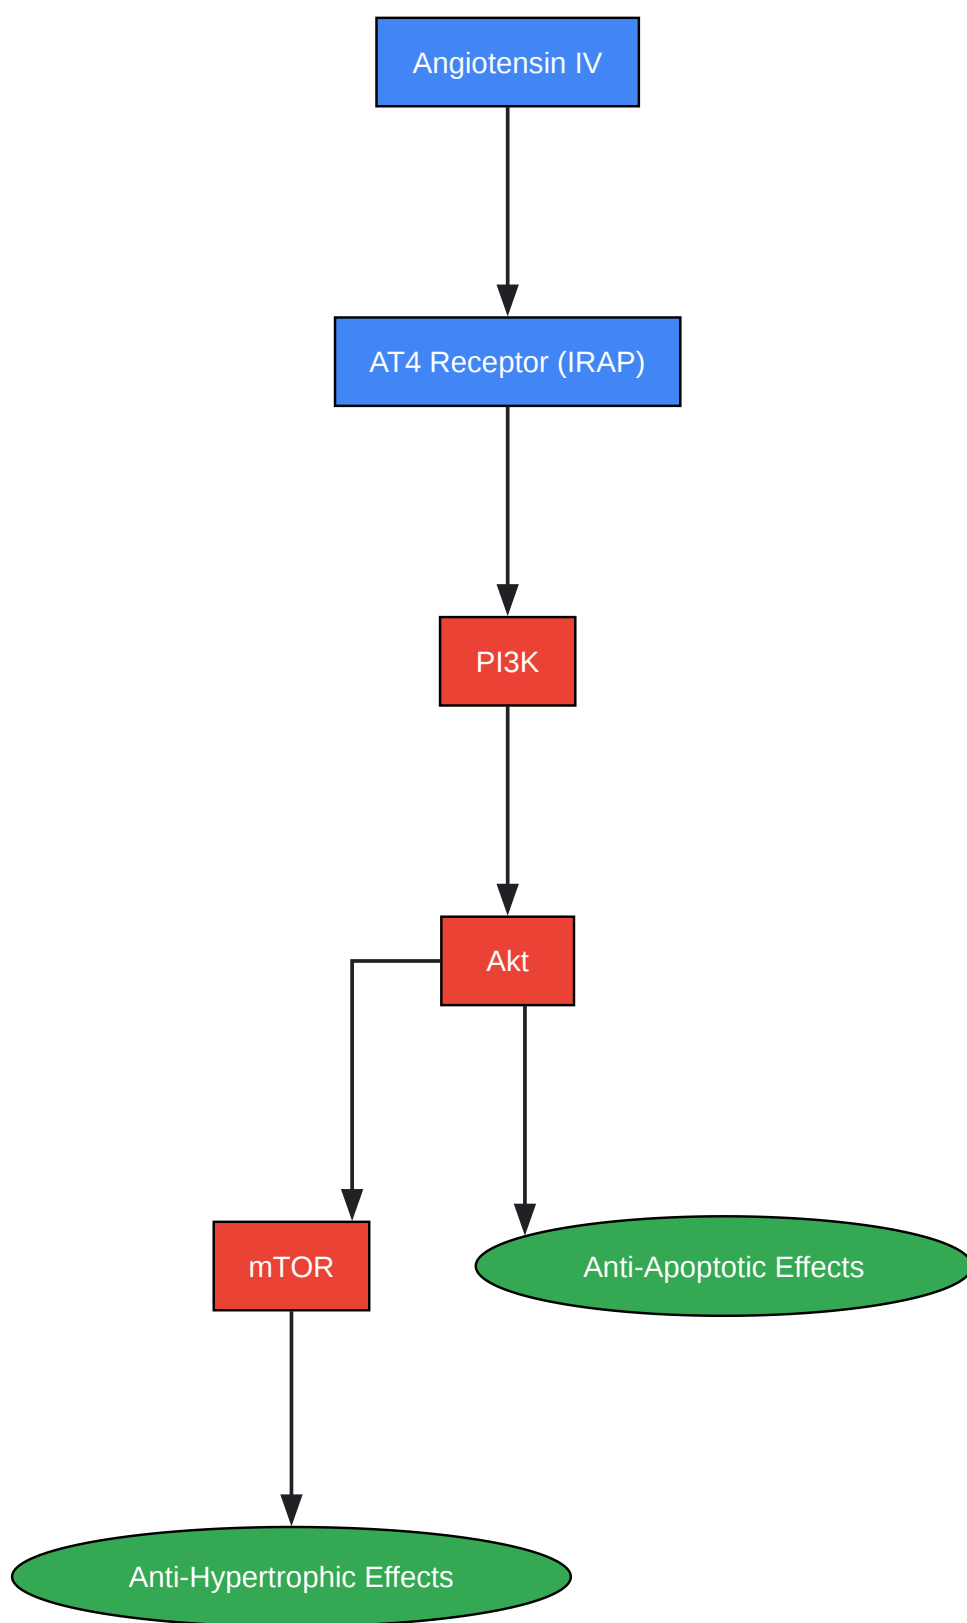 Angiotensin IV
AT4 Receptor (IRAP)
PI3K
Akt
mTOR
Anti-Apoptotic Effects
Anti-Hypertrophic Effects